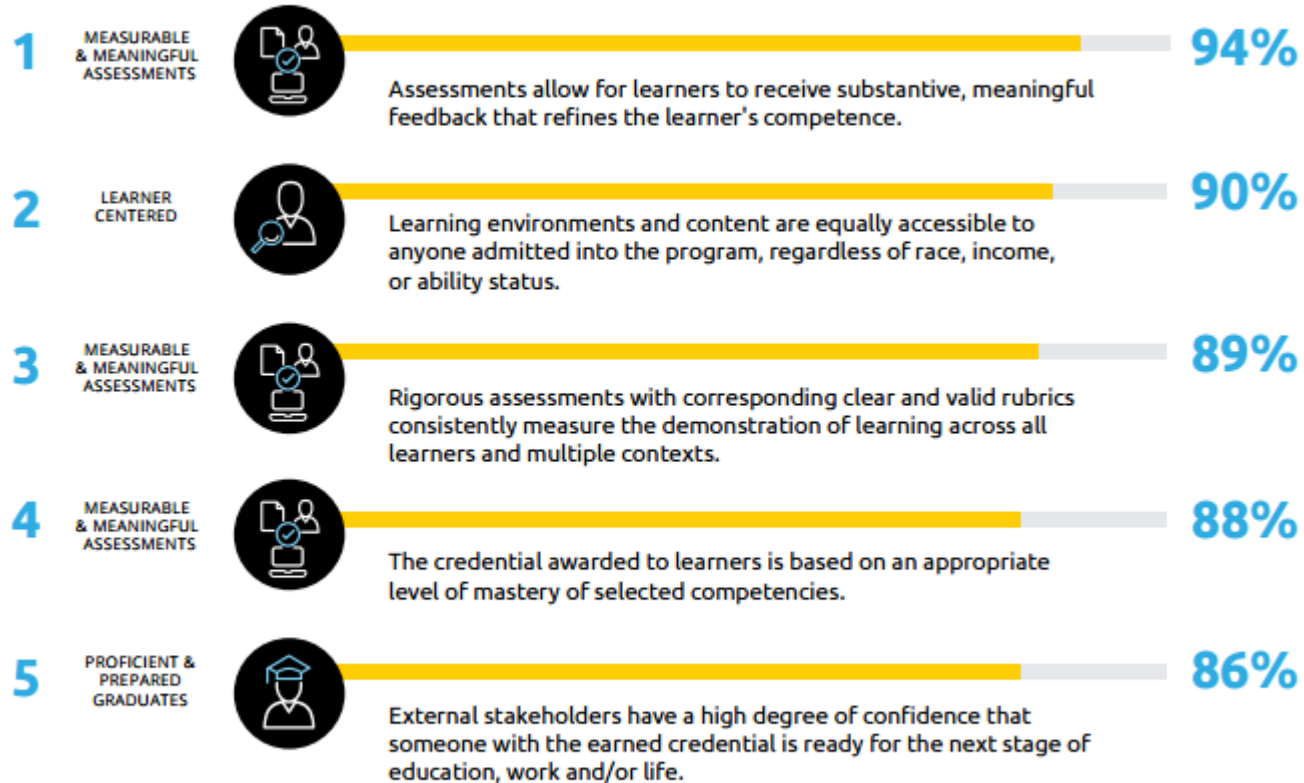 1
MEASURABLE
& MEANINGFUL
ASSESSMENTS
94%
Assessments allow for learners to receive substantive, meaningful
feedback that refines the learner's competence.
2
LEARNER
CENTERED
90%
Learning environments and content are equally accessible to
anyone admitted into the program, regardless of race, income,
or ability status.
3
MEASURABLE
& MEANINGFUL
ASSESSMENTS
89%
Rigorous assessments with corresponding clear and valid rubrics
consistently measure the demonstration of learning across all
learners and multiple contexts.
4
MEASURABLE
& MEANINGFUL
ASSESSMENTS
88%
The credential awarded to learners is based on an appropriate
level of mastery of selected competencies.
5
PROFICIENT &
PREPARED
GRADUATES
86%
External stakeholders have a high degree of confidence that
someone with the earned credential is ready for the next stage of
education, work and/or life.